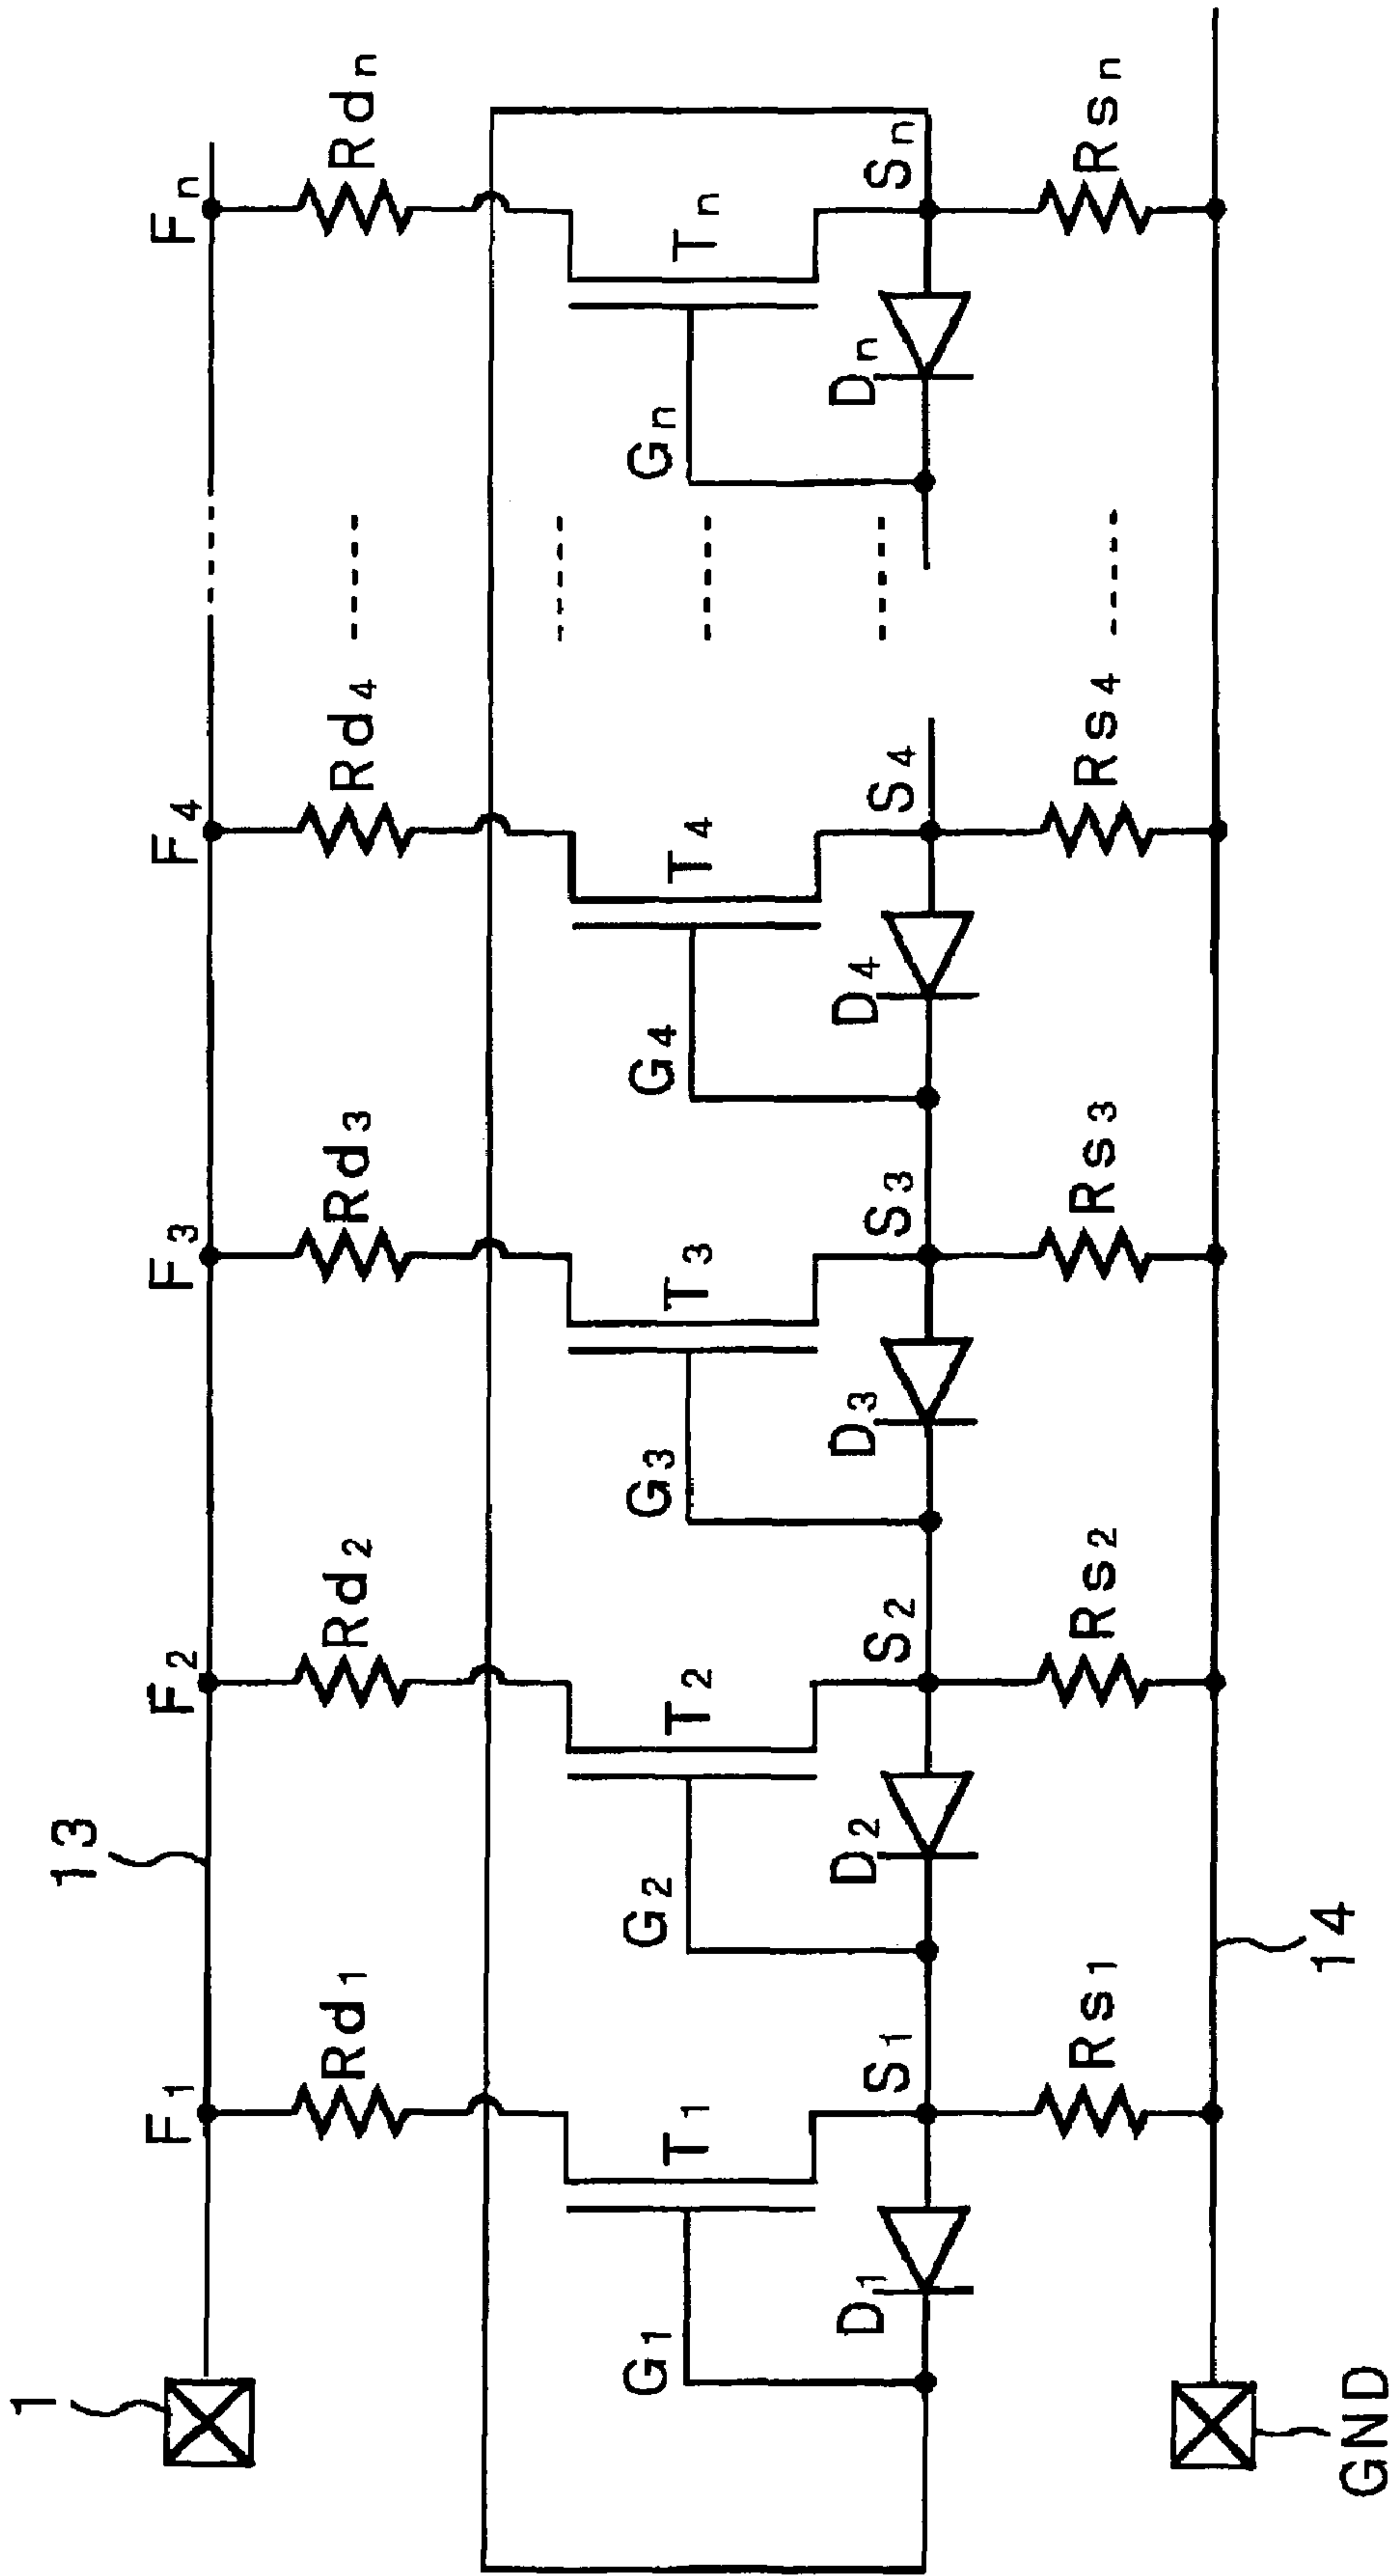 1
13
F1 F2 F3 F4 Fn
Rd1 Rd2 Rd3 Rd4 Rdn
G1 T1 G2 T2 G3 T3 G4 T4 Gn Tn
D1 S1 D2 S2 D3 S3 D4 S4 Dn Sn
Rs1 Rs2 Rs3 Rs4 Rsn
14
GND